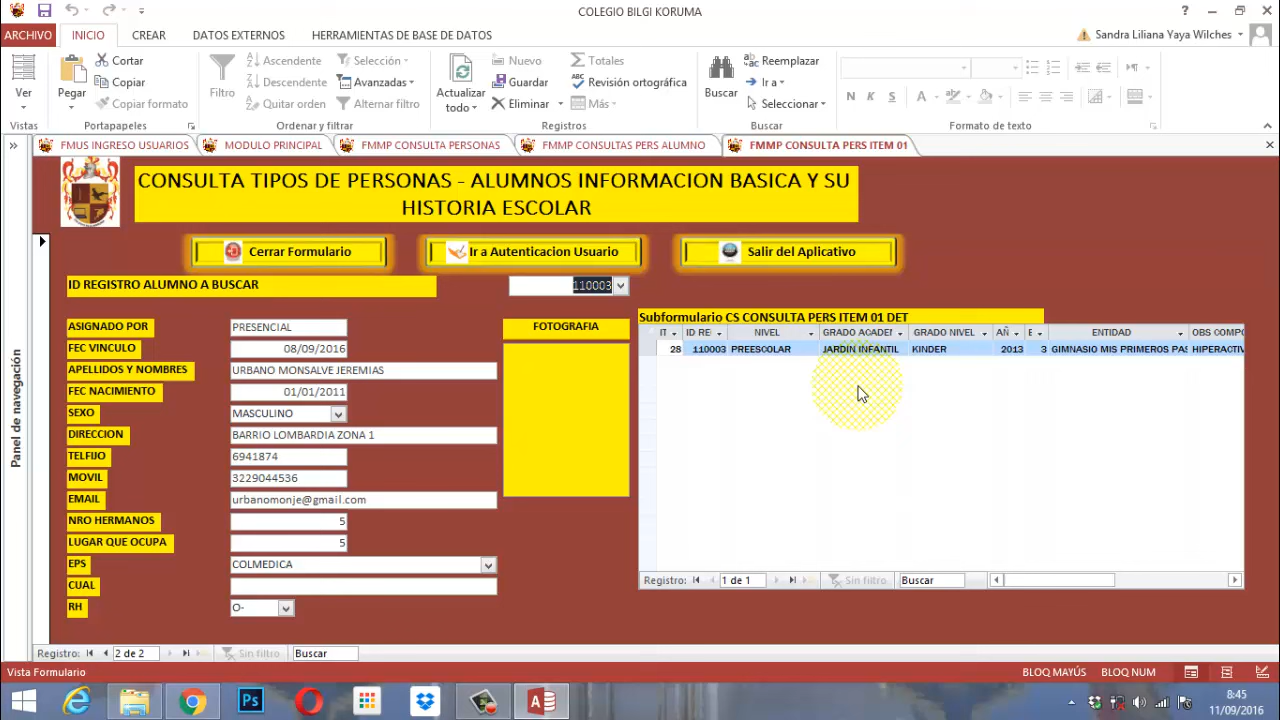 COLEGIO BILGI KORUMA
?
ARCHIVO INICIO CREAR DATOS EXTERNOS HERRAMIENTAS DE BASE DE DATOS Sandra Liliana Yaya Wilches
Ver
Vistas
Pegar
Cortar
Copiar
Copiar formato
Portapapeles
Filtro
Ascendente
Descendente
Quitar orden
Selección
Avanzadas
Alternar filtro
Ordenar y filtrar
Actualizar
todo
Nuevo
Guardar
Eliminar
Totales
Revisión ortográfica
Más
Registros
Buscar
Reemplazar
Ir a
Seleccionar
Buscar
N K S A
Formato de texto
FMUS INGRESO USUARIOS MODULO PRINCIPAL FMMP CONSULTA PERSONAS FMMP CONSULTAS PERS ALUMNO FMMP CONSULTA PERS ITEM 01
Panel de navegación
CONSULTA TIPOS DE PERSONAS - ALUMNOS INFORMACION BASICA Y SU
HISTORIA ESCOLAR
Cerrar Formulario Ir a Autenticacion Usuario Salir del Aplicativo
ID REGISTRO ALUMNO A BUSCAR 110003
ASIGNADO POR PRESENCIAL
FEC VINCULO 08/09/2016
APELLIDOS Y NOMBRES URBANO MONSALVE JEREMIAS
FEC NACIMIENTO 01/01/2011
SEXO MASCULINO
DIRECCION BARRIO LOMBARDIA ZONA 1
TELFIJO 6941874
MOVIL 3229044536
EMAIL urbanomonje@gmail.com
NRO HERMANOS 5
LUGAR QUE OCUPA 5
EPS COLMEDICA
CUAL
RH O-
FOTOGRAFIA
Subformulario CS CONSULTA PERS ITEM 01 DET
IT ID RE NIVEL GRADO ACADEM GRADO NIVEL AÑ E ENTIDAD OBS COMPO
28 110003 PREESCOLAR JARDIN INFANTIL KINDER 2013 3 GIMNASIO MIS PRIMEROS PAS HIPERACTIV
Registro: 1 de 1 Sin filtro Buscar
Registro: 2 de 2 Sin filtro Buscar
Vista Formulario BLOQ MAYÚS BLOQ NUM
Ps
8:45
11/09/2016